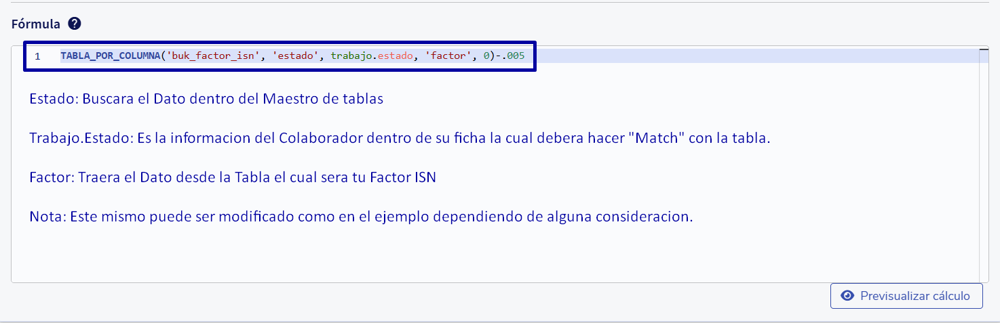 Fórmula ?
1 TABLA_POR_COLUMNA('buk_factor_isn', 'estado', trabajo.estado, 'factor', 0)-.005
Estado: Buscara el Dato dentro del Maestro de tablas
Trabajo.Estado: Es la informacion del Colaborador dentro de su ficha la cual debera hacer "Match" con la tabla.
Factor: Traera el Dato desde la Tabla el cual sera tu Factor ISN
Nota: Este mismo puede ser modificado como en el ejemplo dependiendo de alguna consideracion.
Previsualizar cálculo